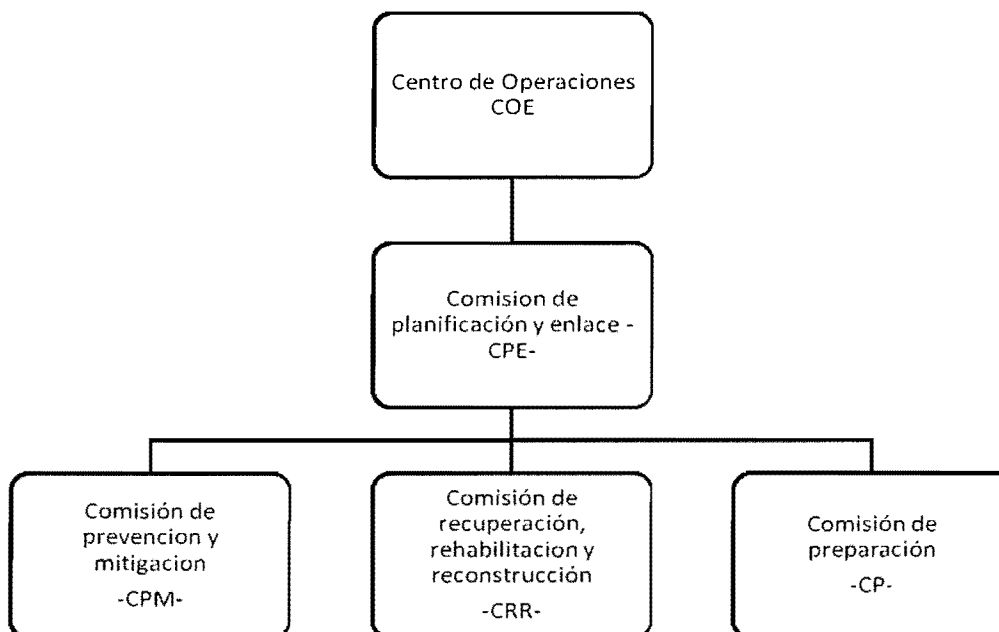 Centro de Operaciones
COE
Comision de
planificación y enlace -
CPE-
Comisión de
prevencion y
mitigacion
-CPM-
Comisión de
recuperación,
rehabilitacion y
reconstrucción
-CRR-
Comisión de
preparación
-CP-